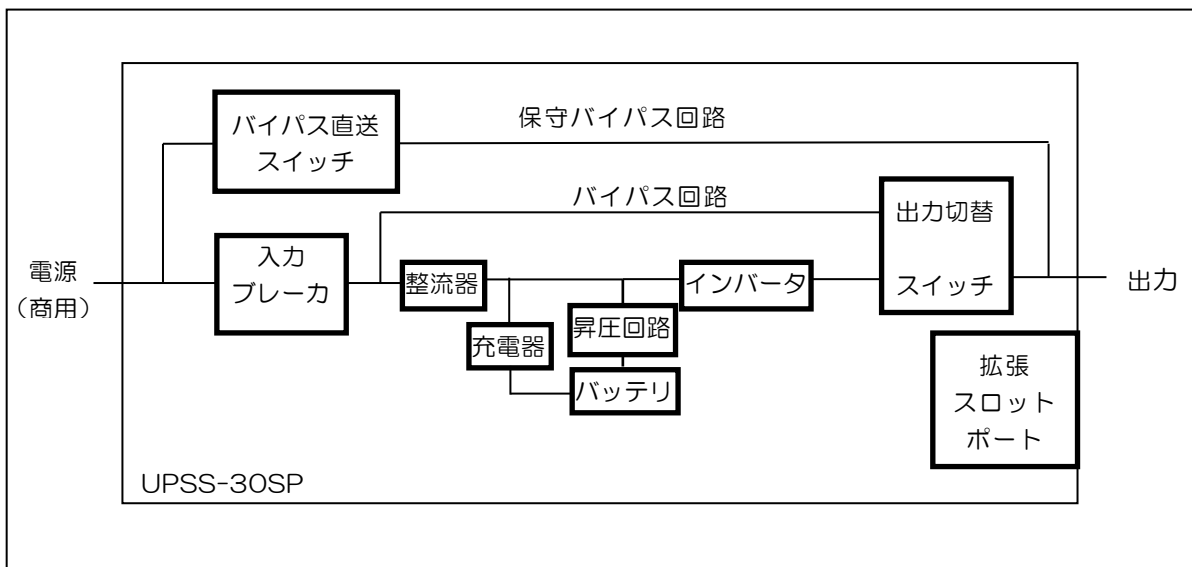 バイパス直送
スイッチ
保守バイパス回路
バイパス回路
出力切替
スイッチ
入力
ブレーカ
電源
（商用）
整流器
インバータ
出力
昇圧回路
充電器
バッテリ
拡張
スロット
ポート
UPSS-30SP